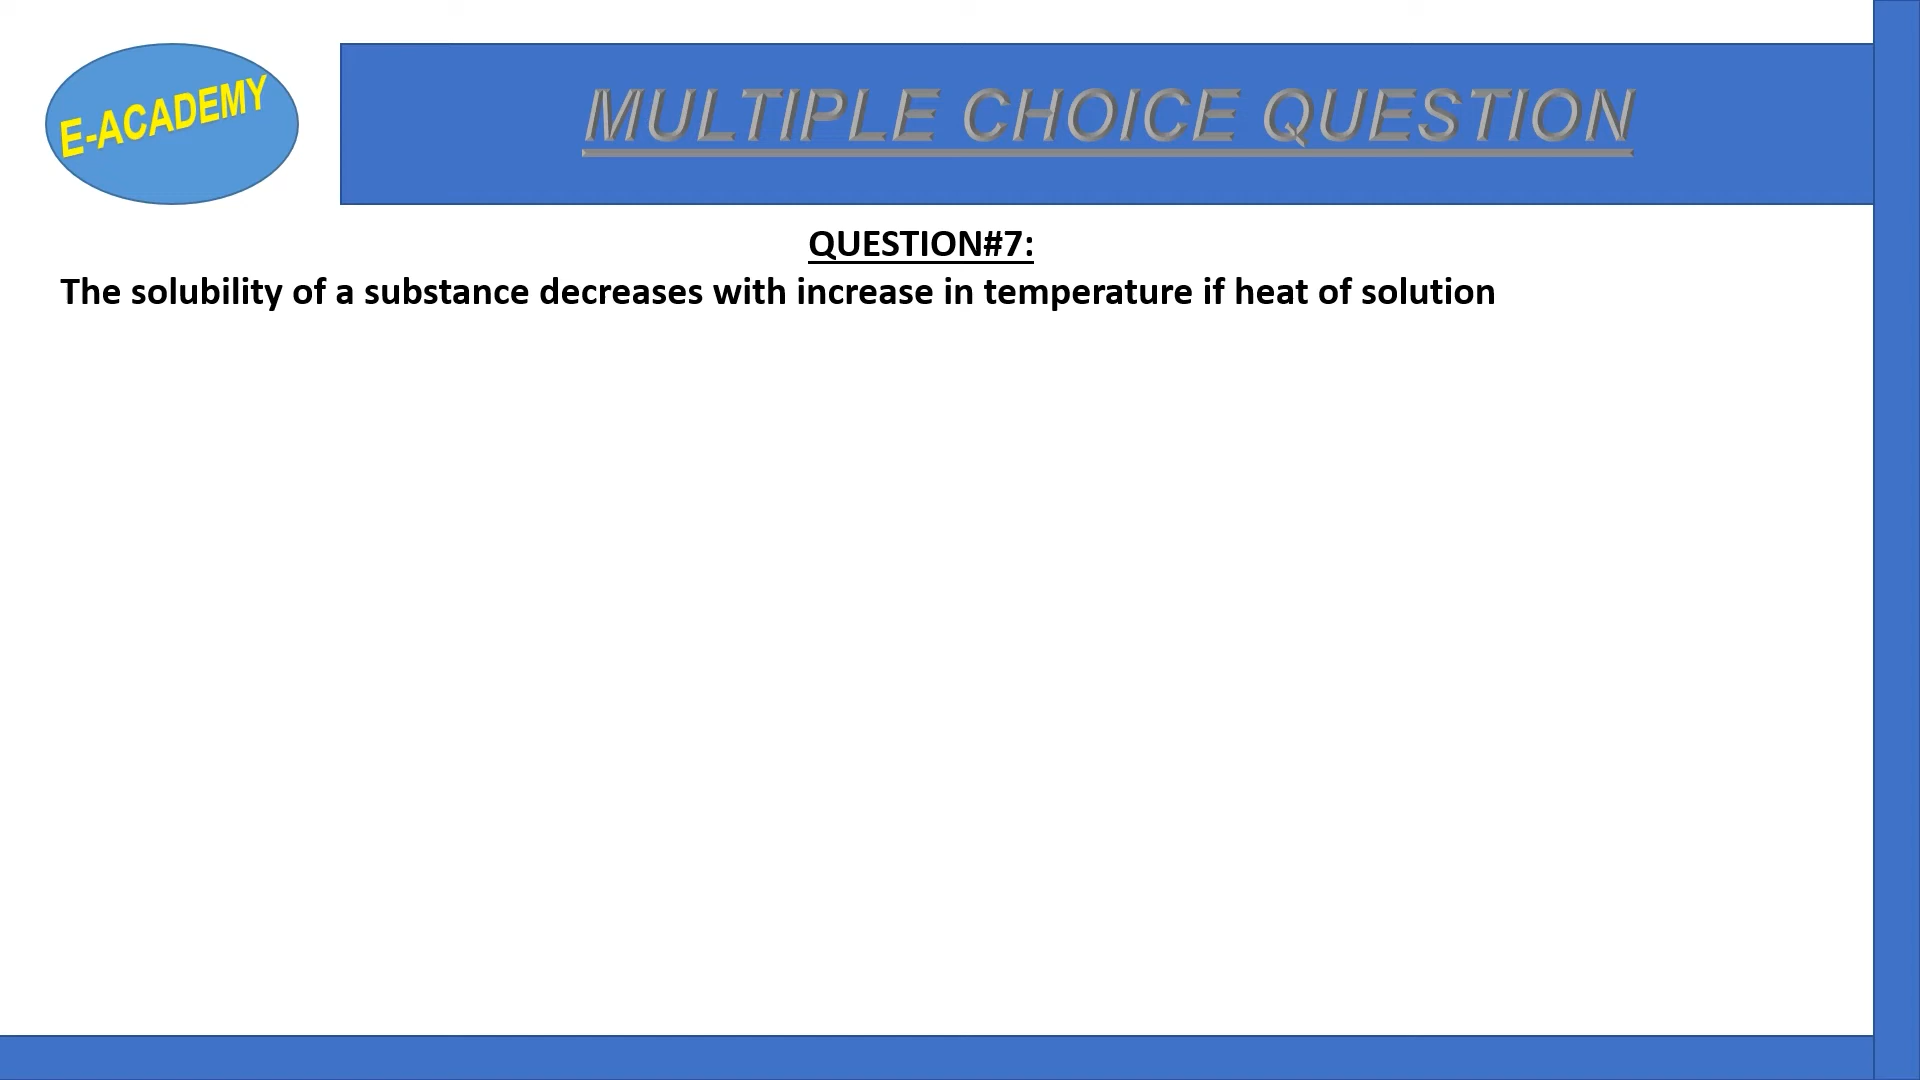 E-ACADEMY
MULTIPLE CHOICE QUESTION
QUESTION#7:
The solubility of a substance decreases with increase in temperature if heat of solution